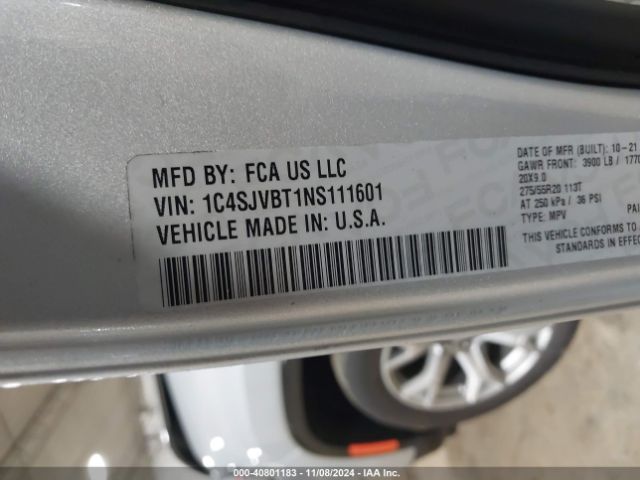 MFD BY: FCA US LLC
VIN: 1C4SJVBT1NS111601
VEHICLE MADE IN: U.S.A.
DATE OF MFR (BUILT): 10-21
GAWR FRONT: 3900 LB / 1770
20X9.0
275/55R20 113T
AT 250 kPa / 36 PSI
TYPE: MPV PAI
THIS VEHICLE CONFORMS TO
STANDARDS IN EFFEC
000-40801183 - 11/08/2024 - IAA Inc.